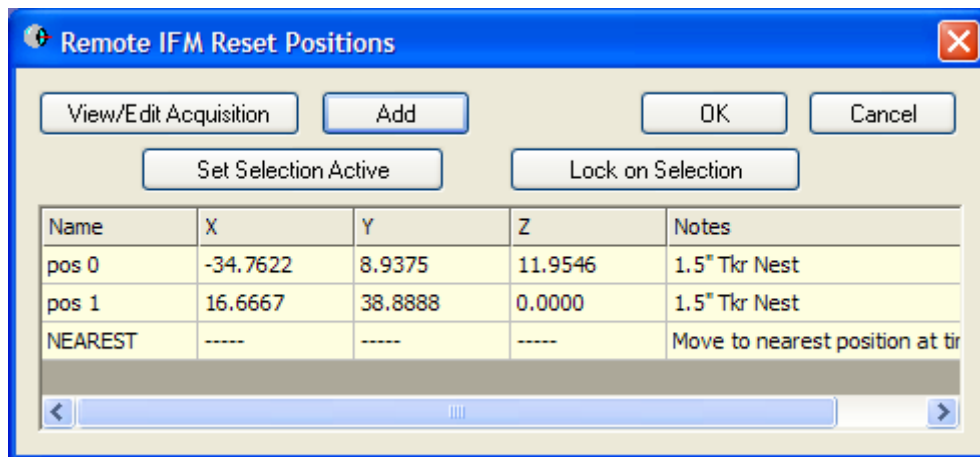 Remote IFM Reset Positions
View/Edit Acquisition Add OK Cancel
Set Selection Active Lock on Selection
Name X Y Z Notes
pos 0 -34.7622 8.9375 11.9546 1.5" Tkr Nest
pos 1 16.6667 38.8888 0.0000 1.5" Tkr Nest
NEAREST ----- ----- ----- Move to nearest position at